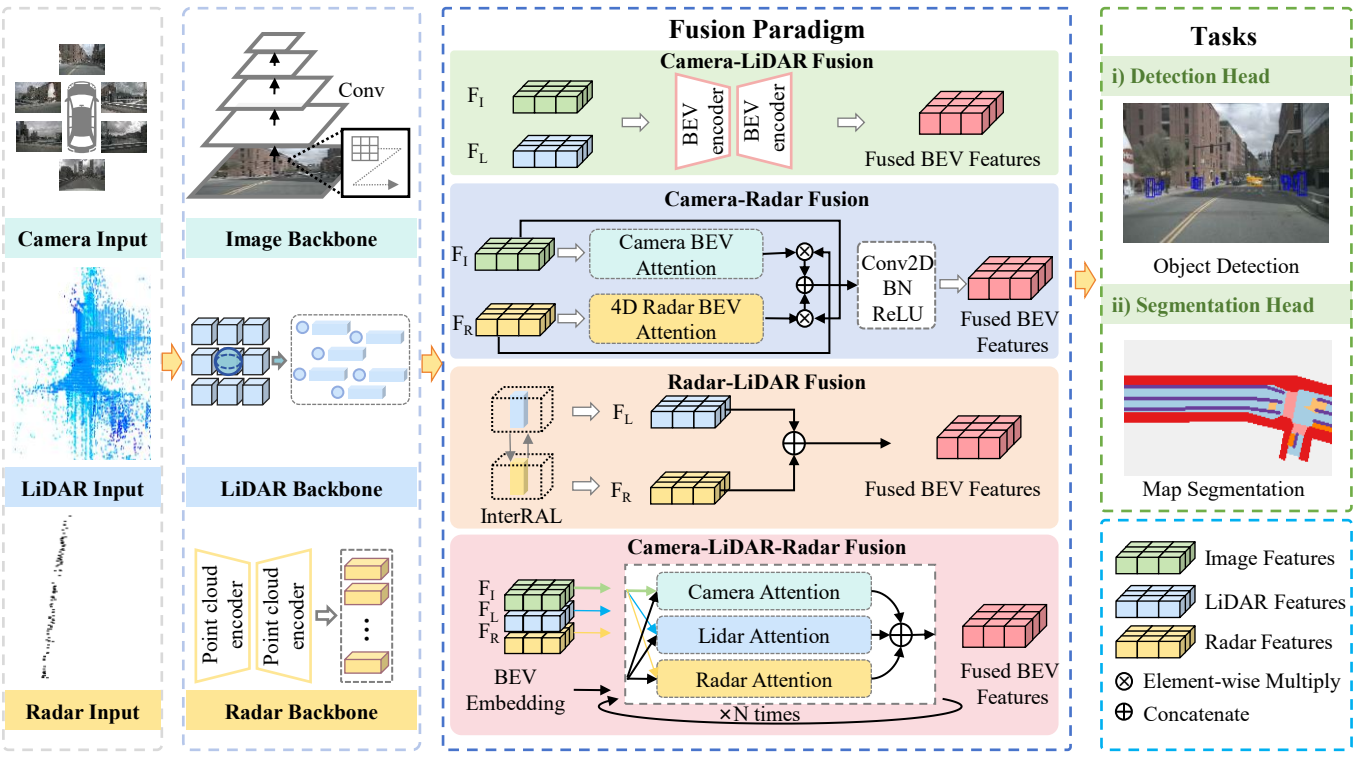 Camera Input
LiDAR Input
Radar Input
Conv
Image Backbone
LiDAR Backbone
Point cloud
encoder
Point cloud
encoder
Radar Backbone
Fusion Paradigm
Camera-LiDAR Fusion
F_I
F_L
BEV
encoder
BEV
encoder
Fused BEV Features
Camera-Radar Fusion
F_I
Camera BEV
Attention
F_R
4D Radar BEV
Attention
Conv2D
BN
ReLU
Fused BEV
Features
Radar-LiDAR Fusion
F_L
F_R
InterRAL
Fused BEV Features
Camera-LiDAR-Radar Fusion
F_I
F_L
F_R
BEV
Embedding
Camera Attention
Lidar Attention
Radar Attention
×N times
Fused BEV
Features
Tasks
i) Detection Head
Object Detection
ii) Segmentation Head
Map Segmentation
Image Features
LiDAR Features
Radar Features
⊗ Element-wise Multiply
⊕ Concatenate